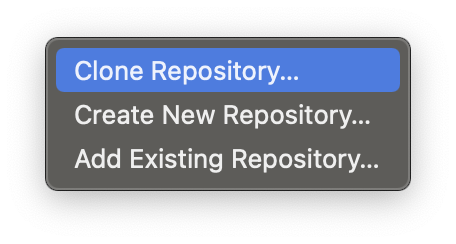 Clone Repository...
Create New Repository...
Add Existing Repository...